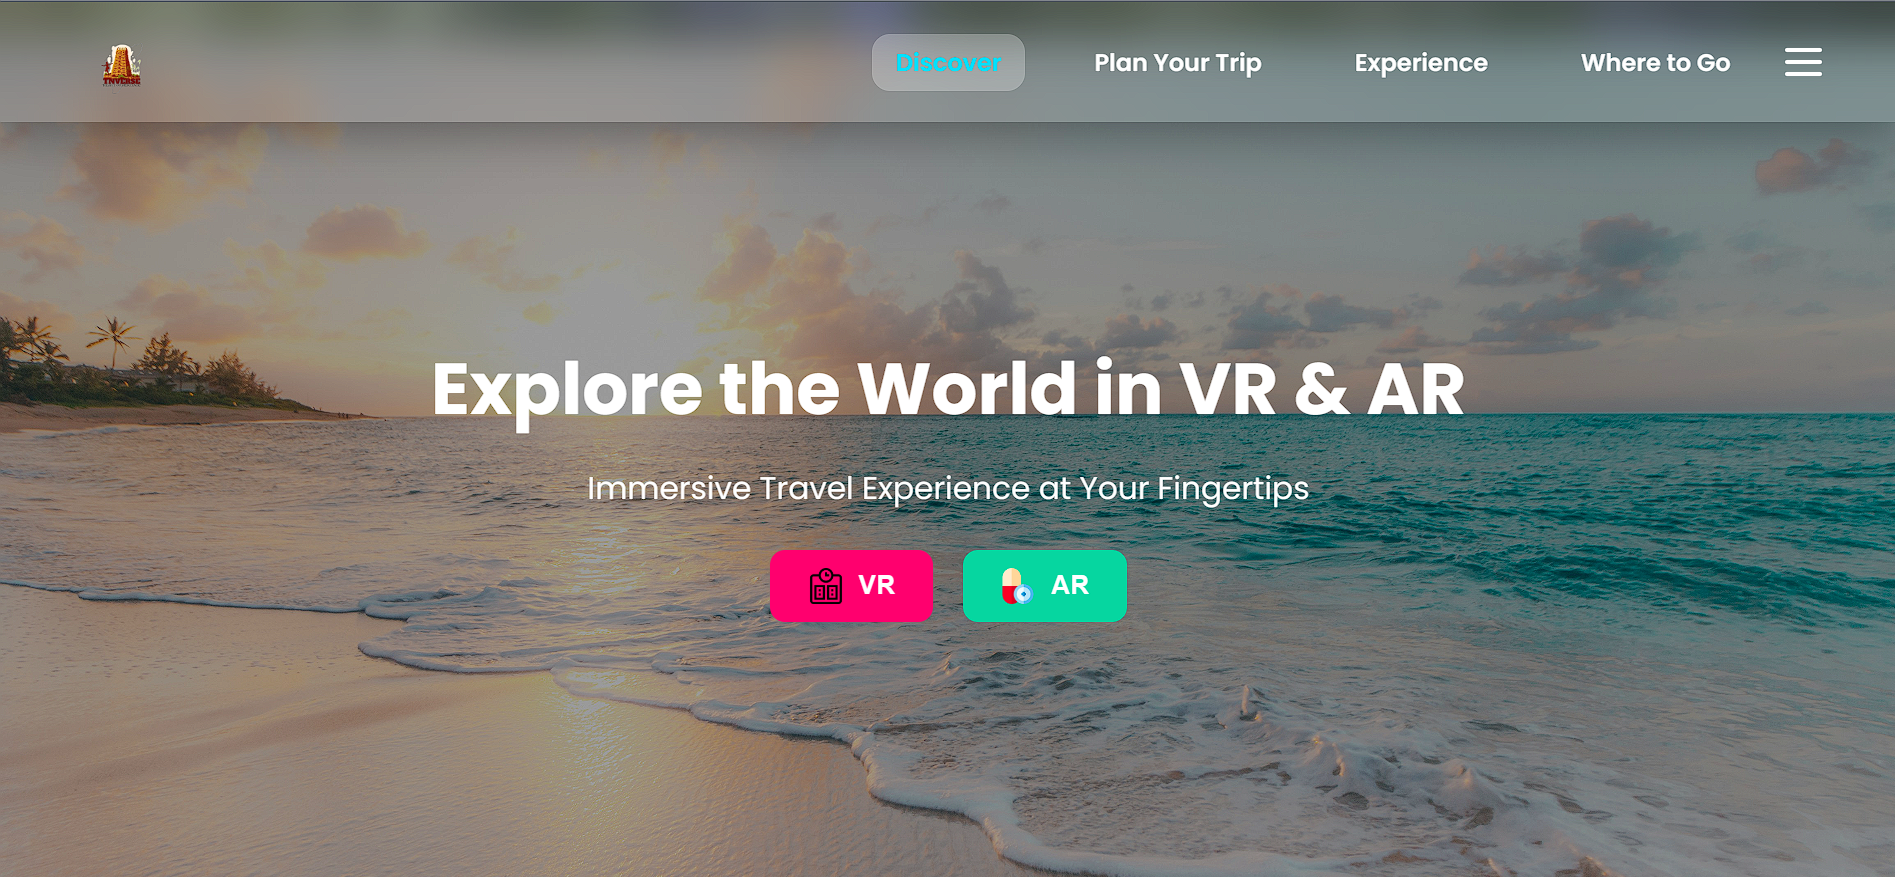 TNVERSE
Discover
Plan Your Trip
Experience
Where to Go
Explore the World in VR & AR
Immersive Travel Experience at Your Fingertips
VR
AR